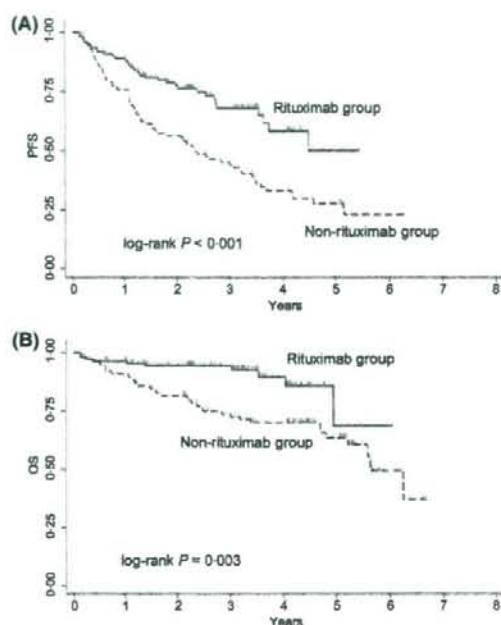 (A)
1·00
0·75
0·50
0·25
0·00
PFS
Rituximab group
Non-rituximab group
log-rank P < 0·001
0 1 2 3 4 5 6 7 8
Years
(B)
1·00
0·75
0·50
0·25
0·00
OS
Rituximab group
Non-rituximab group
log-rank P = 0·003
0 1 2 3 4 5 6 7 8
Years